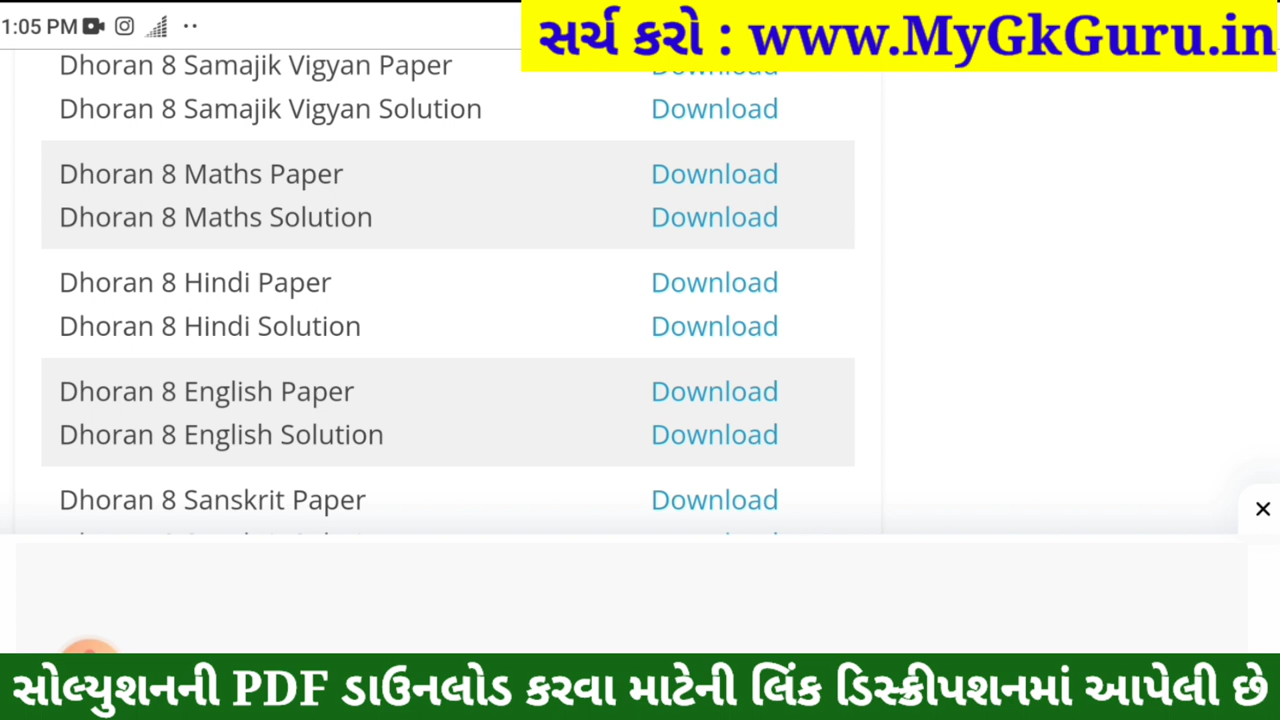 1:05 PM
સર્ચ કરો : www.MyGkGuru.in
Dhoran 8 Samajik Vigyan Paper Download
Dhoran 8 Samajik Vigyan Solution Download
Dhoran 8 Maths Paper Download
Dhoran 8 Maths Solution Download
Dhoran 8 Hindi Paper Download
Dhoran 8 Hindi Solution Download
Dhoran 8 English Paper Download
Dhoran 8 English Solution Download
Dhoran 8 Sanskrit Paper Download
સોલ્યુશનની PDF ડાઉનલોડ કરવા માટેની લિંક ડિસ્ક્રીપશનમાં આપેલી છે